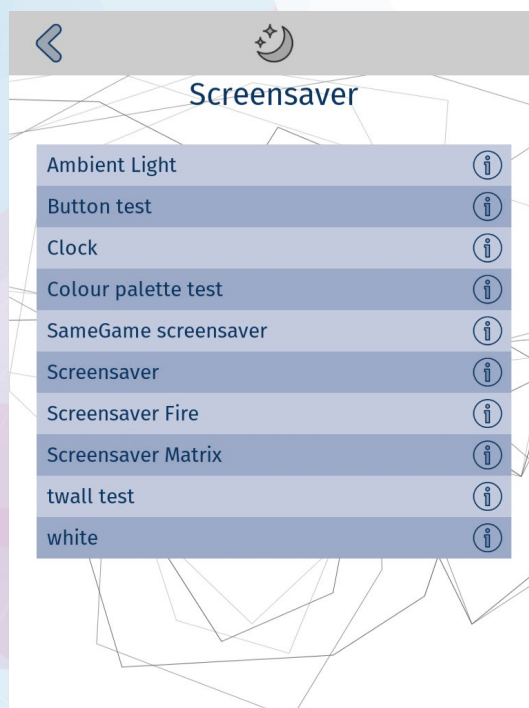 Screensaver
Ambient Light
Button test
Clock
Colour palette test
SameGame screensaver
Screensaver
Screensaver Fire
Screensaver Matrix
twall test
white